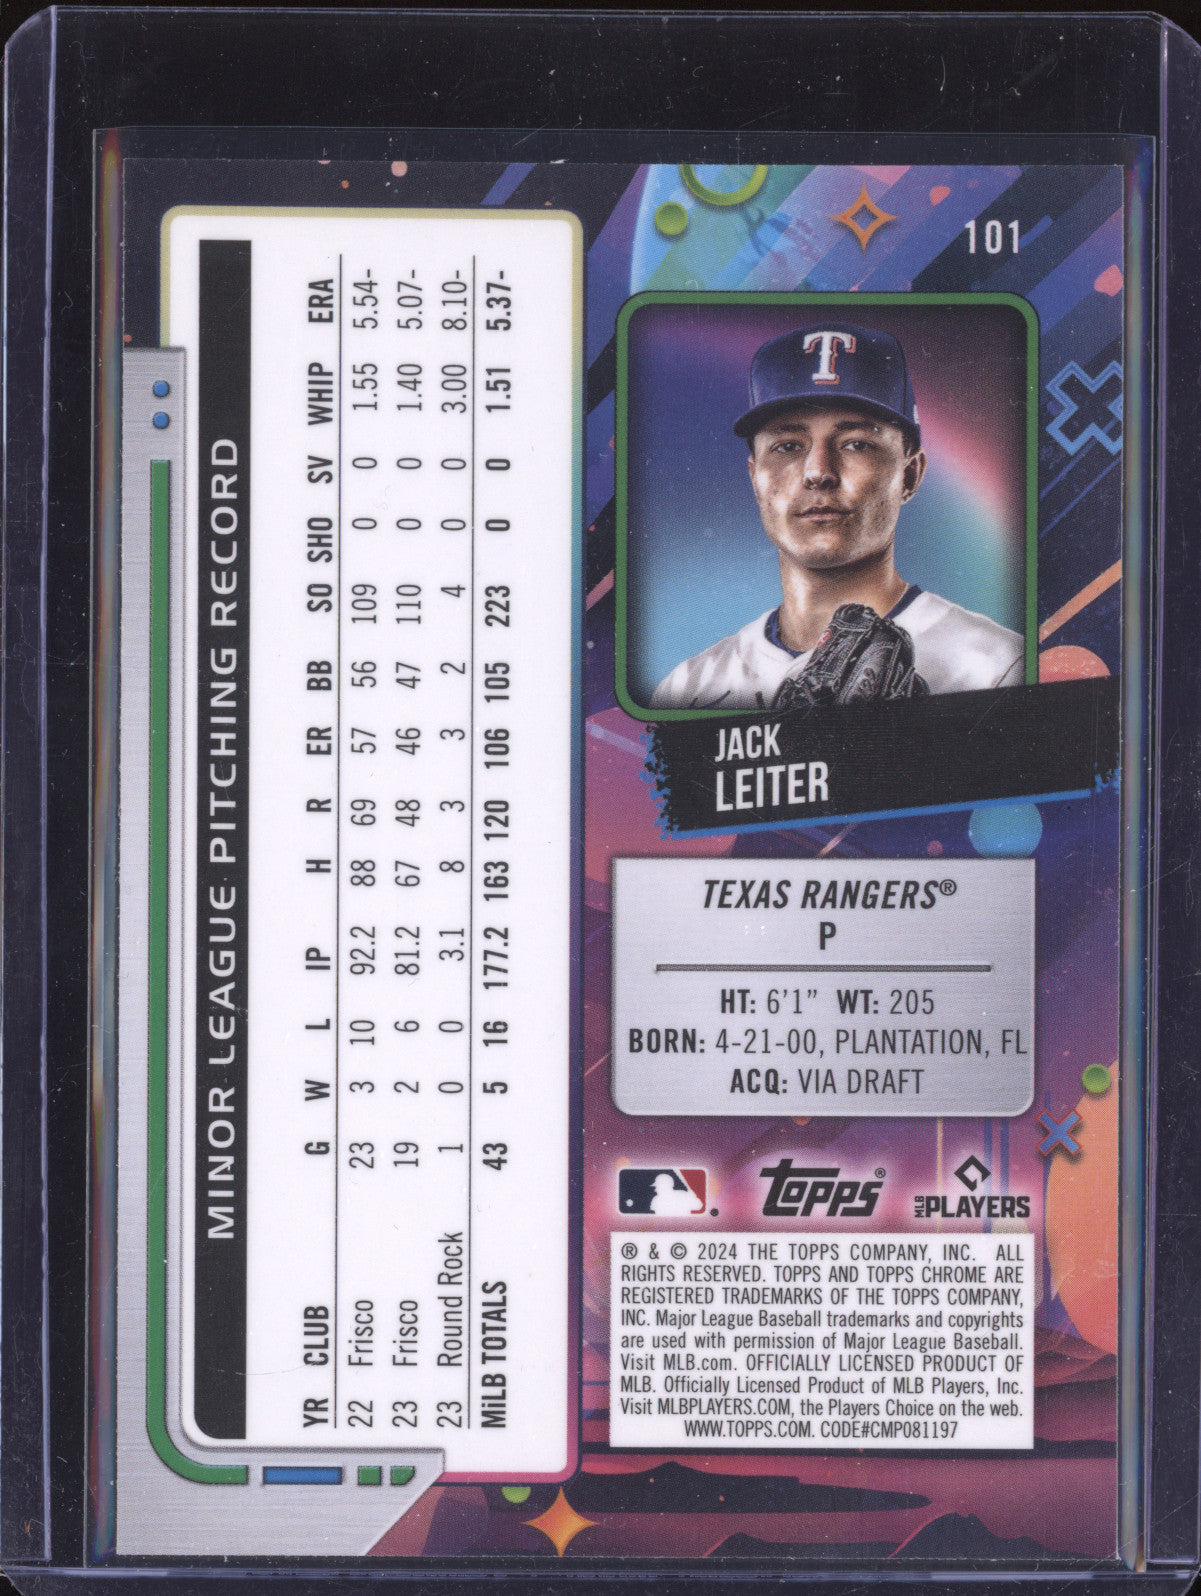 101
T
JACK
LEITER
TEXAS RANGERS®
P
HT: 6'1" WT: 205
BORN: 4-21-00, PLANTATION, FL
ACQ: VIA DRAFT
Topps®
MLB PLAYERS
® & © 2024 THE TOPPS COMPANY, INC. ALL
RIGHTS RESERVED. TOPPS AND TOPPS CHROME ARE
REGISTERED TRADEMARKS OF THE TOPPS COMPANY,
INC. Major League Baseball trademarks and copyrights
are used with permission of Major League Baseball.
Visit MLB.com. OFFICIALLY LICENSED PRODUCT OF
MLB. Officially Licensed Product of MLB Players, Inc.
Visit MLBPLAYERS.COM, the Players Choice on the web.
WWW.TOPPS.COM. CODE#CMP081197
MINOR LEAGUE PITCHING RECORD
YR CLUB G W L IP H R ER BB SO SHO SV WHIP ERA
22 Frisco 23 3 10 92.2 88 69 57 56 109 0 0 1.55 5.54-
23 Frisco 19 2 6 81.2 67 48 46 47 110 0 0 1.40 5.07-
23 Round Rock 1 0 0 3.1 8 3 3 2 4 0 0 3.00 8.10-
MiLB TOTALS 43 5 16 177.2 163 120 106 105 223 0 0 1.51 5.37-